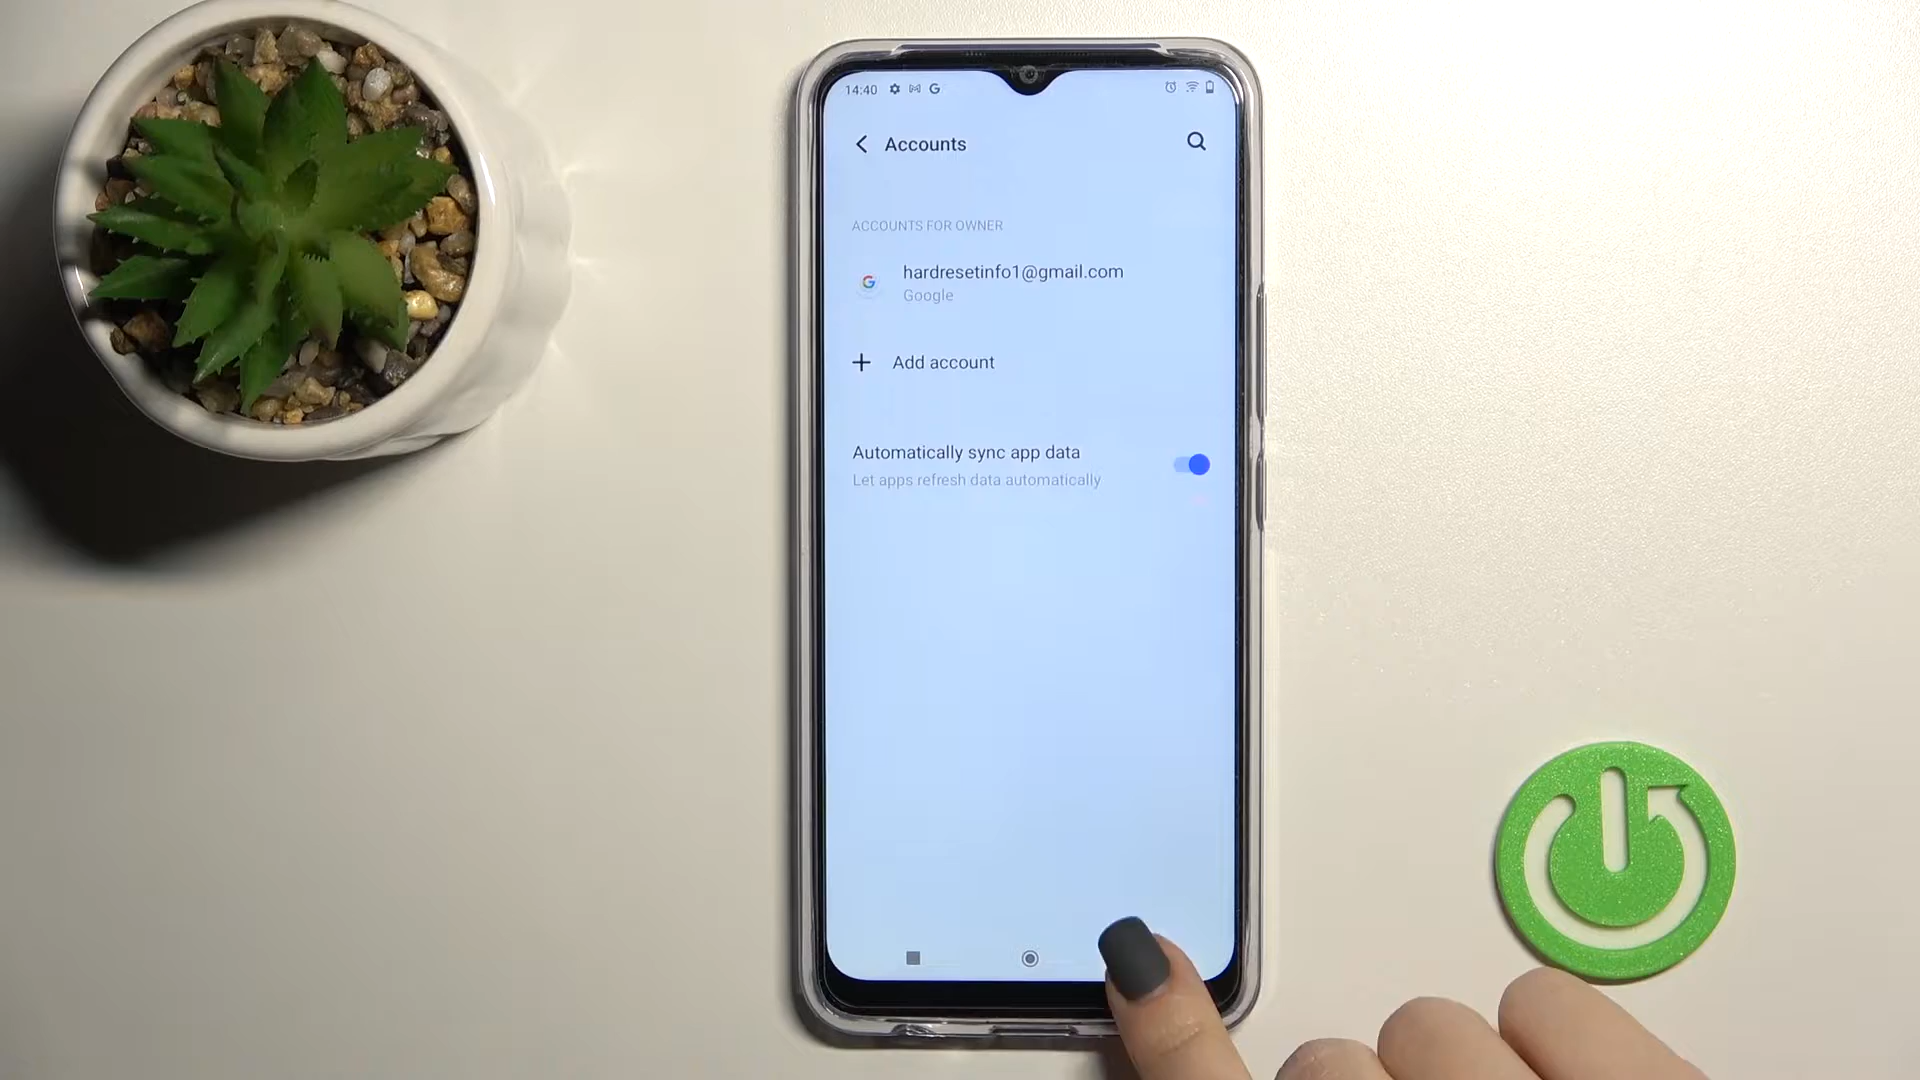 14:40 G
Accounts
ACCOUNTS FOR OWNER
G
hardresetinfo1@gmail.com
Google
+ Add account
Automatically sync app data
Let apps refresh data automatically